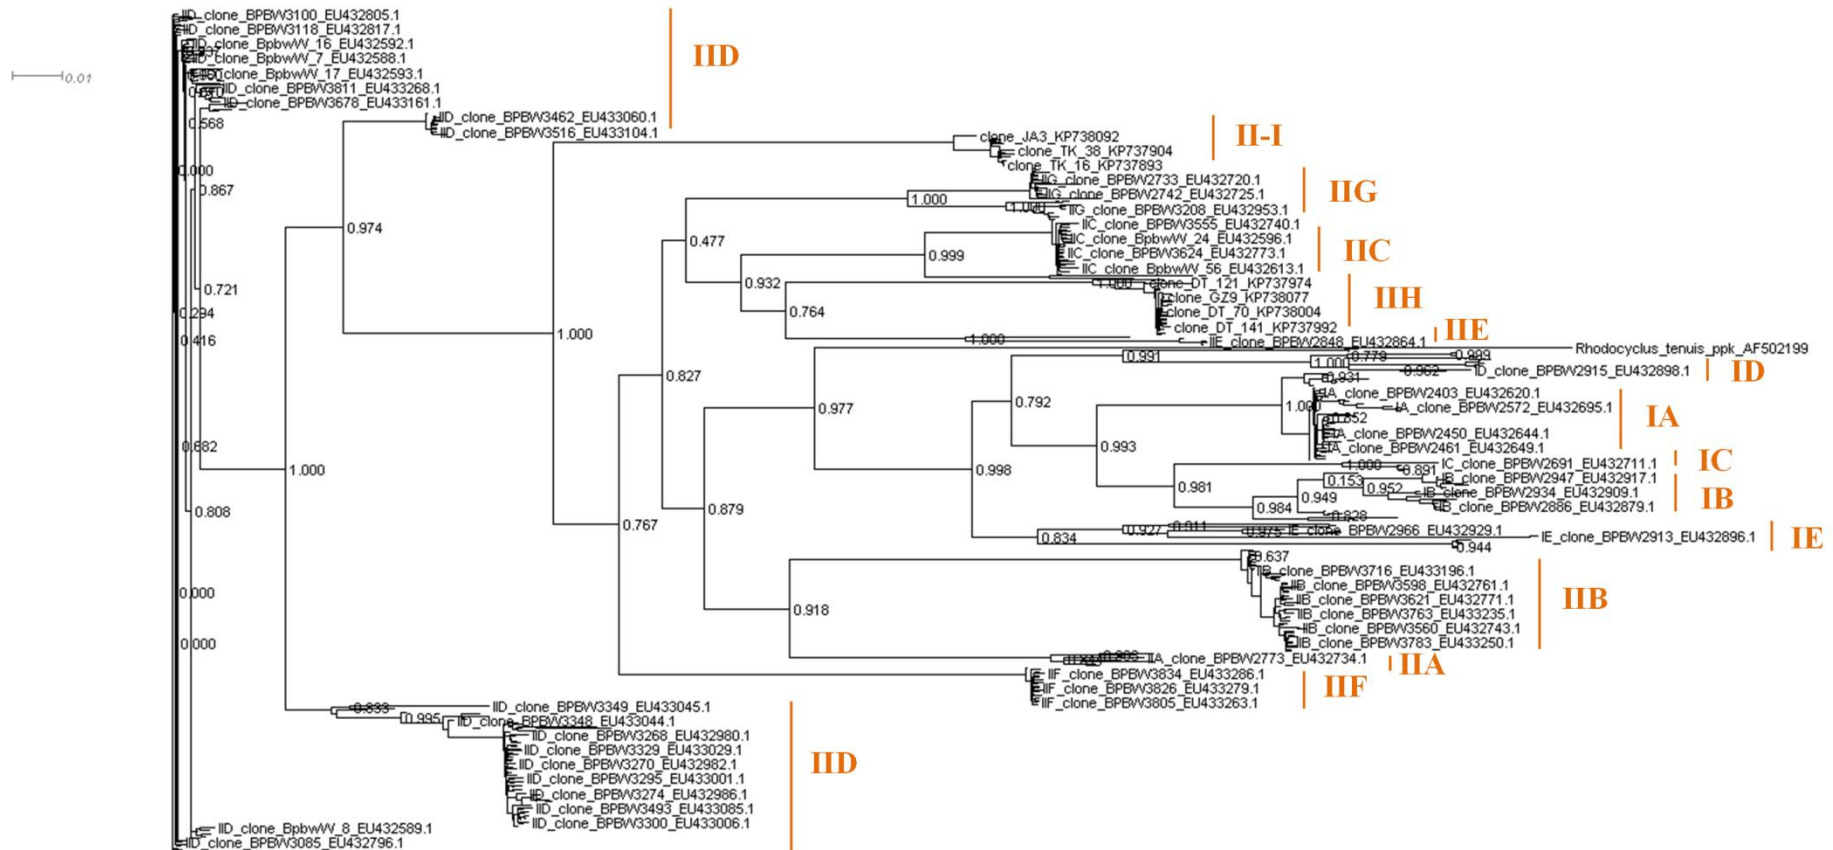 IID_clone_BPBW3100_EU432805.1
IID_clone_BPBW3118_EU432817.1
IID_clone_BpbwW_16_EU432592.1
IID_clone_BpbwW_7_EU432588.1
IID_clone_BpbwW_17_EU432593.1
IID_clone_BPBW3811_EU433268.1
IID_clone_BPBW3678_EU433161.1
IID
0.01
0.568
IID_clone_BPBW3462_EU433060.1
IID_clone_BPBW3516_EU433104.1
clone_JA3_KP738092
clone_TK_38_KP737904
clone_TK_16_KP737893
II-I
0.000
0.867
IIG_clone_BPBW2733_EU432720.1
IIG_clone_BPBW2742_EU432725.1
IIG_clone_BPBW3208_EU432953.1
IIG
1.000
1.000
0.974
0.477
IIC_clone_BPBW3555_EU432740.1
IIC_clone_BpbwW_24_EU432596.1
IIC_clone_BPBW3624_EU432773.1
IIC_clone_BpbwW_56_EU432613.1
IIC
0.999
0.932
0.721
1.000
clone_DT_121_KP737974
clone_GZ9_KP738077
clone_DT_70_KP738004
clone_DT_141_KP737992
IIH
0.764
0.294
0.416
1.000
1.000
IIE_clone_BPBW2848_EU432864.1
IIE
Rhodocyclus_tenuis_ppk_AF502199
0.991
0.779
0.999
1.000
0.962
ID_clone_BPBW2915_EU432898.1
ID
0.827
0.931
IA_clone_BPBW2403_EU432620.1
IA_clone_BPBW2572_EU432695.1
IA_clone_BPBW2450_EU432644.1
IA_clone_BPBW2461_EU432649.1
IA
0.792
0.977
1.000
0.852
0.993
0.682
1.000
0.998
1.000
0.891
IC_clone_BPBW2691_EU432711.1
IC
0.981
0.153
0.952
0.949
0.984
0.828
IB_clone_BPBW2947_EU432917.1
IB_clone_BPBW2934_EU432909.1
IB_clone_BPBW2886_EU432879.1
IB
0.808
0.879
0.767
0.911
0.927
0.975
IE_clone_BPBW2966_EU432929.1
0.834
IE_clone_BPBW2913_EU432896.1
0.944
IE
0.637
IIB_clone_BPBW3716_EU433196.1
IIB_clone_BPBW3598_EU432761.1
IIB_clone_BPBW3621_EU432771.1
IIB_clone_BPBW3763_EU433235.1
IIB_clone_BPBW3560_EU432743.1
IIB_clone_BPBW3783_EU433250.1
IIB
0.000
0.918
0.000
IIA_clone_BPBW2773_EU432734.1
IIA
IIF_clone_BPBW3834_EU433286.1
IIF_clone_BPBW3826_EU433279.1
IIF_clone_BPBW3805_EU433263.1
IIF
0.833
0.995
IID_clone_BPBW3349_EU433045.1
IID_clone_BPBW3348_EU433044.1
IID_clone_BPBW3268_EU432980.1
IID_clone_BPBW3329_EU433029.1
IID_clone_BPBW3270_EU432982.1
IID_clone_BPBW3295_EU433001.1
IID_clone_BPBW3274_EU432986.1
IID_clone_BPBW3493_EU433085.1
IID_clone_BPBW3300_EU433006.1
IID
IID_clone_BpbwW_8_EU432589.1
IID_clone_BPBW3085_EU432796.1